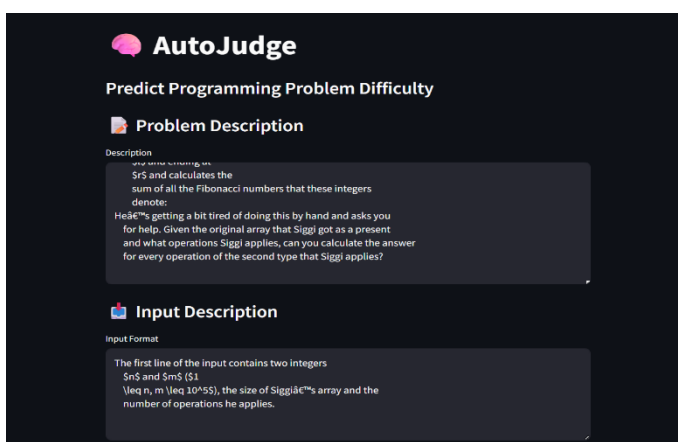 AutoJudge
Predict Programming Problem Difficulty
Problem Description
Description
$l$ and ending at
$r$ and calculates the
sum of all the Fibonacci numbers that these integers
denote:
Heâ€™s getting a bit tired of doing this by hand and asks you
for help. Given the original array that Siggi got as a present
and what operations Siggi applies, can you calculate the answer
for every operation of the second type that Siggi applies?
Input Description
Input Format
The first line of the input contains two integers
$n$ and $m$ ($1
\leq n, m \leq 10^5$), the size of Siggiâ€™s array and the
number of operations he applies.